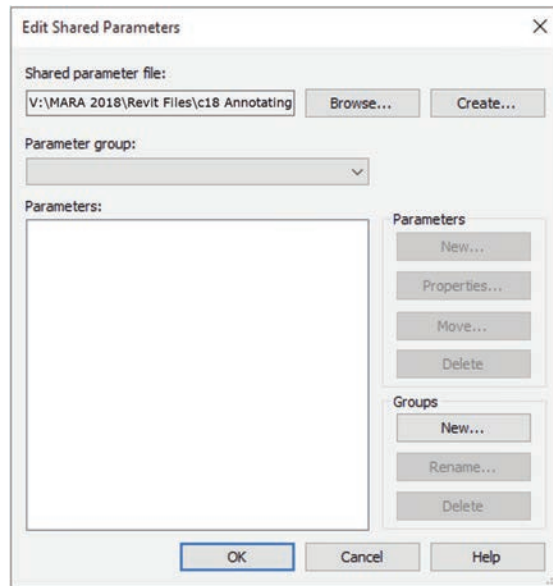 Edit Shared Parameters
Shared parameter file:
V:\MARA 2018\Revit Files\c18 Annotating
Browse...
Create...
Parameter group:
Parameters:
Parameters
New...
Properties...
Move...
Delete
Groups
New...
Rename...
Delete
OK
Cancel
Help